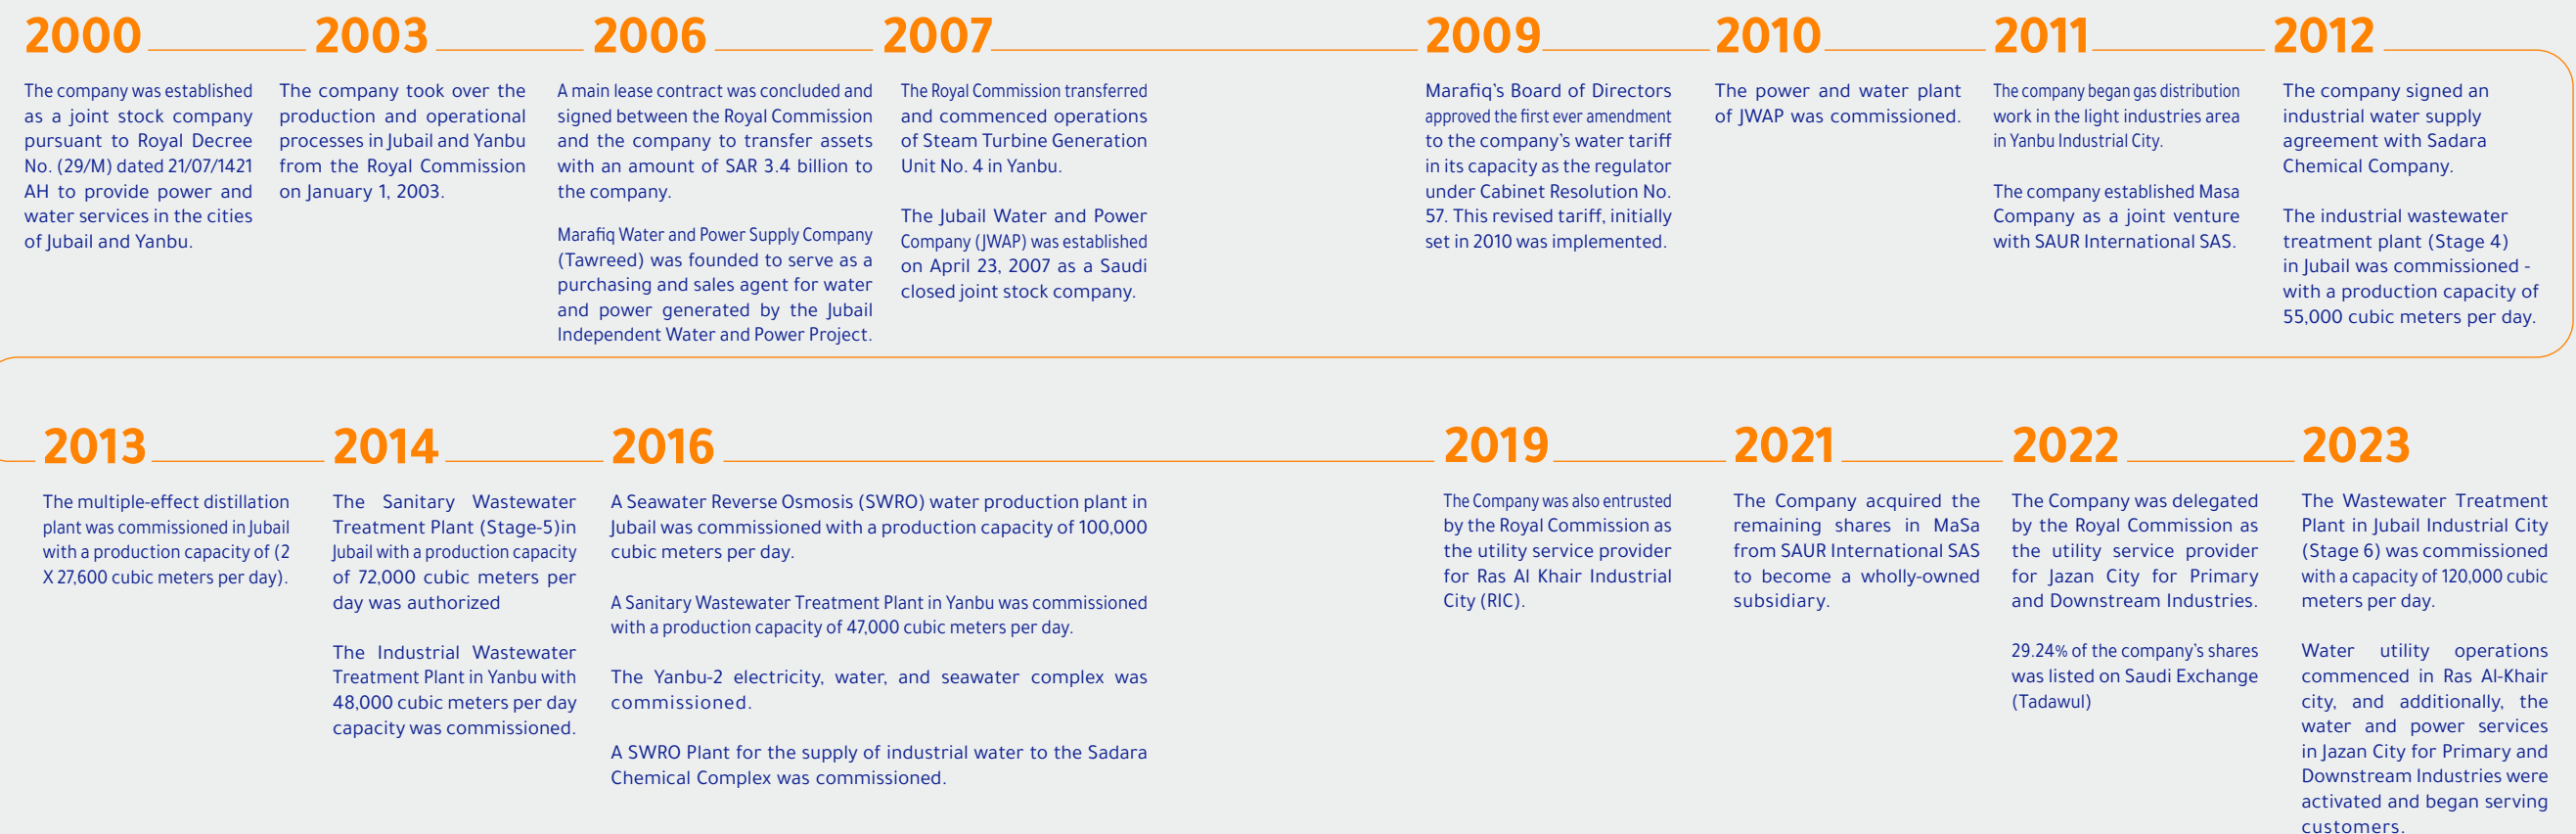 2000
The company was established
as a joint stock company
pursuant to Royal Decree
No. (29/M) dated 21/07/1421
AH to provide power and
water services in the cities
of Jubail and Yanbu.
2003
The company took over the
production and operational
processes in Jubail and Yanbu
from the Royal Commission
on January 1, 2003.
2006
A main lease contract was concluded and
signed between the Royal Commission
and the company to transfer assets
with an amount of SAR 3.4 billion to
the company.
Marafiq Water and Power Supply Company
(Tawreed) was founded to serve as a
purchasing and sales agent for water
and power generated by the Jubail
Independent Water and Power Project.
2007
The Royal Commission transferred
and commenced operations
of Steam Turbine Generation
Unit No. 4 in Yanbu.
The Jubail Water and Power
Company (JWAP) was established
on April 23, 2007 as a Saudi
closed joint stock company.
2009
Marafiq's Board of Directors
approved the first ever amendment
to the company's water tariff
in its capacity as the regulator
under Cabinet Resolution No.
57. This revised tariff, initially
set in 2010 was implemented.
2010
The power and water plant
of JWAP was commissioned.
2011
The company began gas distribution
work in the light industries area
in Yanbu Industrial City.
The company established Masa
Company as a joint venture
with SAUR International SAS.
2012
The company signed an
industrial water supply
agreement with Sadara
Chemical Company.
The industrial wastewater
treatment plant (Stage 4)
in Jubail was commissioned -
with a production capacity of
55,000 cubic meters per day.
2013
The multiple-effect distillation
plant was commissioned in Jubail
with a production capacity of (2
X 27,600 cubic meters per day).
2014
The Sanitary Wastewater
Treatment Plant (Stage-5)in
Jubail with a production capacity
of 72,000 cubic meters per
day was authorized
The Industrial Wastewater
Treatment Plant in Yanbu with
48,000 cubic meters per day
capacity was commissioned.
2016
A Seawater Reverse Osmosis (SWRO) water production plant in
Jubail was commissioned with a production capacity of 100,000
cubic meters per day.
A Sanitary Wastewater Treatment Plant in Yanbu was commissioned
with a production capacity of 47,000 cubic meters per day.
The Yanbu-2 electricity, water, and seawater complex was
commissioned.
A SWRO Plant for the supply of industrial water to the Sadara
Chemical Complex was commissioned.
2019
The Company was also entrusted
by the Royal Commission as
the utility service provider
for Ras Al Khair Industrial
City (RIC).
2021
The Company acquired the
remaining shares in MaSa
from SAUR International SAS
to become a wholly-owned
subsidiary.
2022
The Company was delegated
by the Royal Commission as
the utility service provider
for Jazan City for Primary
and Downstream Industries.
29.24% of the company's shares
was listed on Saudi Exchange
(Tadawul)
2023
The Wastewater Treatment
Plant in Jubail Industrial City
(Stage 6) was commissioned
with a capacity of 120,000 cubic
meters per day.
Water utility operations
commenced in Ras Al-Khair
city, and additionally, the
water and power services
in Jazan City for Primary and
Downstream Industries were
activated and began serving
customers.